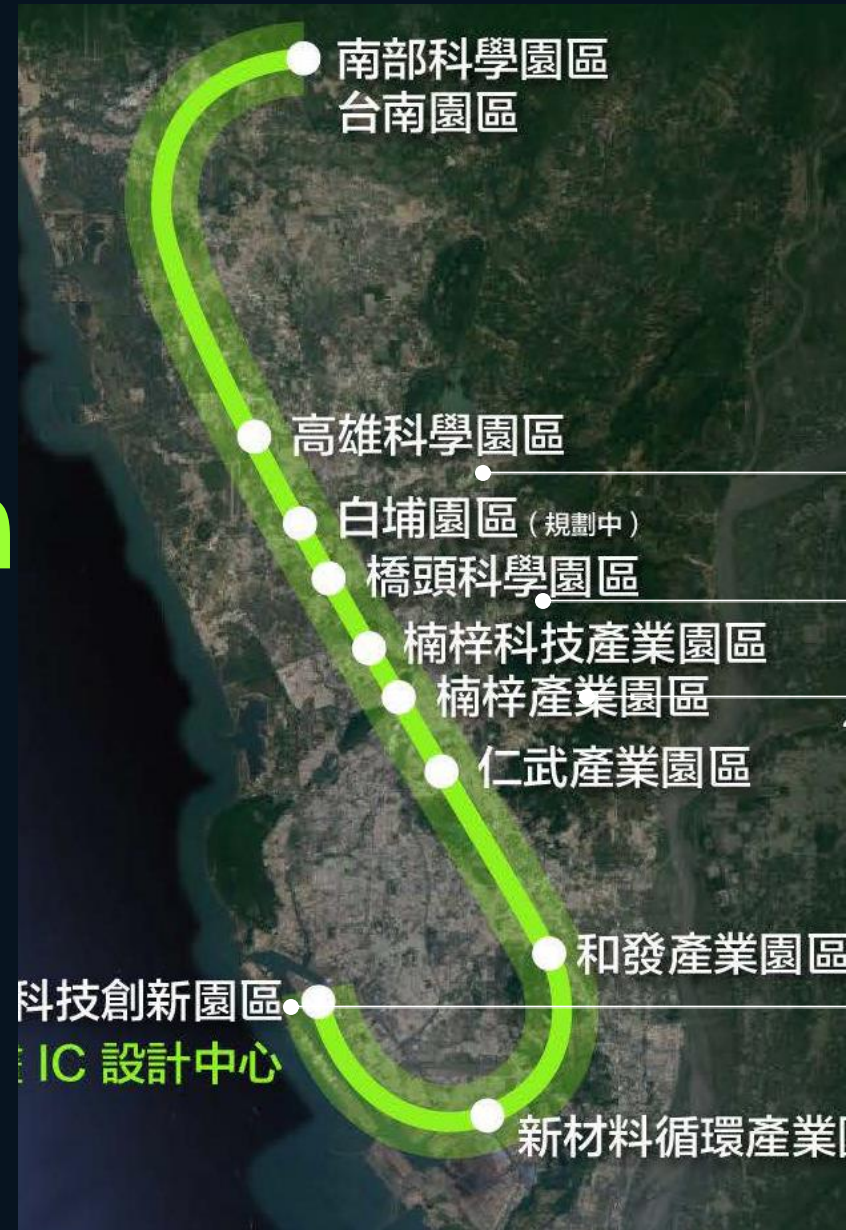 南部科學園區
台南園區
高雄科學園區
白埔園區（規劃中）
橋頭科學園區
楠梓科技產業園區
楠梓產業園區
仁武產業園區
和發產業園區
科技創新園區
IC 設計中心
新材料循環產業